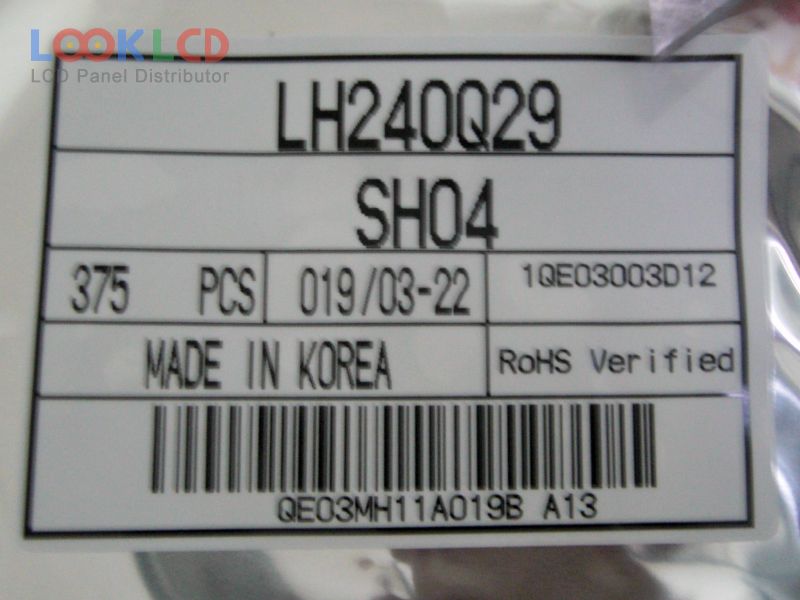 LOOKLCD
LCD Panel Distributor
LH240Q29
SH04
375 PCS 019/03-22 1QE03003D12
MADE IN KOREA RoHS Verified
QE03MH11A019B A13